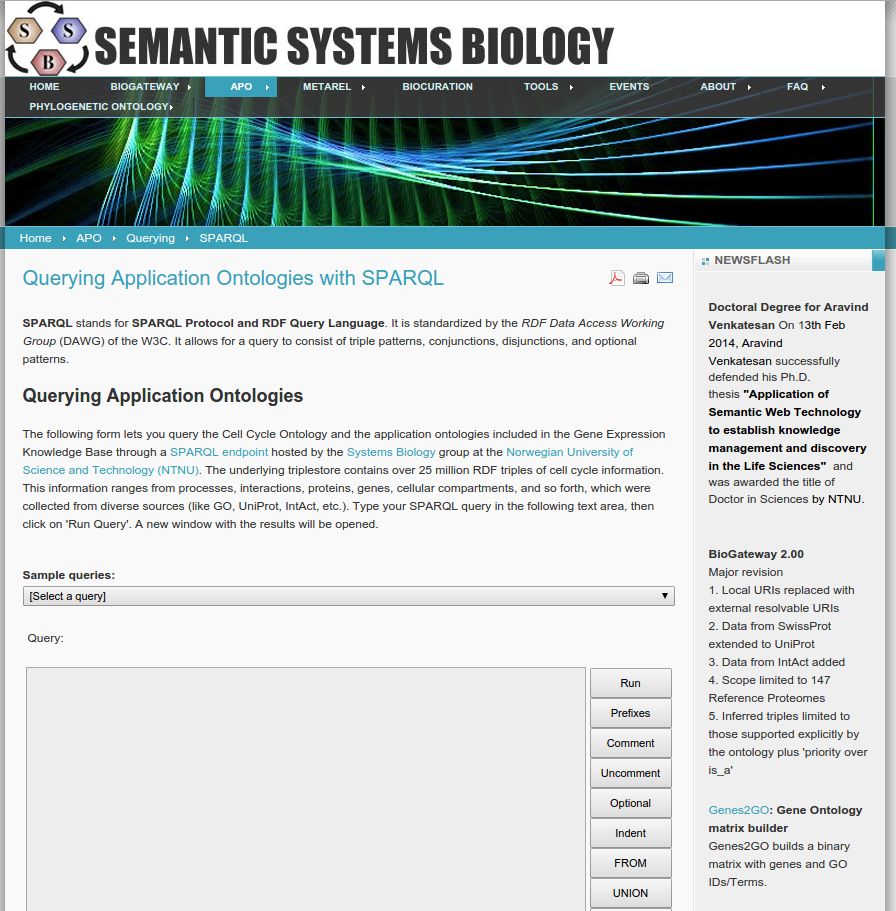 S S B SEMANTIC SYSTEMS BIOLOGY
HOME BIOGATEWAY APO METAREL BIOCURATION TOOLS EVENTS ABOUT FAQ
PHYLOGENETIC ONTOLOGY
Home APO Querying SPARQL
Querying Application Ontologies with SPARQL
SPARQL stands for SPARQL Protocol and RDF Query Language. It is standardized by the RDF Data Access Working
Group (DAWG) of the W3C. It allows for a query to consist of triple patterns, conjunctions, disjunctions, and optional
patterns.
Querying Application Ontologies
The following form lets you query the Cell Cycle Ontology and the application ontologies included in the Gene Expression
Knowledge Base through a SPARQL endpoint hosted by the Systems Biology group at the Norwegian University of
Science and Technology (NTNU). The underlying triplestore contains over 25 million RDF triples of cell cycle information.
This information ranges from processes, interactions, proteins, genes, cellular compartments, and so forth, which were
collected from diverse sources (like GO, UniProt, IntAct, etc.). Type your SPARQL query in the following text area, then
click on 'Run Query'. A new window with the results will be opened.
Sample queries:
[Select a query]
Query:
Run
Prefixes
Comment
Uncomment
Optional
Indent
FROM
UNION
NEWSFLASH
Doctoral Degree for Aravind
Venkatesan On 13th Feb
2014, Aravind
Venkatesan successfully
defended his Ph.D.
thesis "Application of
Semantic Web Technology
to establish knowledge
management and discovery
in the Life Sciences" and
was awarded the title of
Doctor in Sciences by NTNU.
BioGateway 2.00
Major revision
1. Local URIs replaced with
external resolvable URIs
2. Data from SwissProt
extended to UniProt
3. Data from IntAct added
4. Scope limited to 147
Reference Proteomes
5. Inferred triples limited to
those supported explicitly by
the ontology plus 'priority over
is_a'
Genes2GO: Gene Ontology
matrix builder
Genes2GO builds a binary
matrix with genes and GO
IDs/Terms.